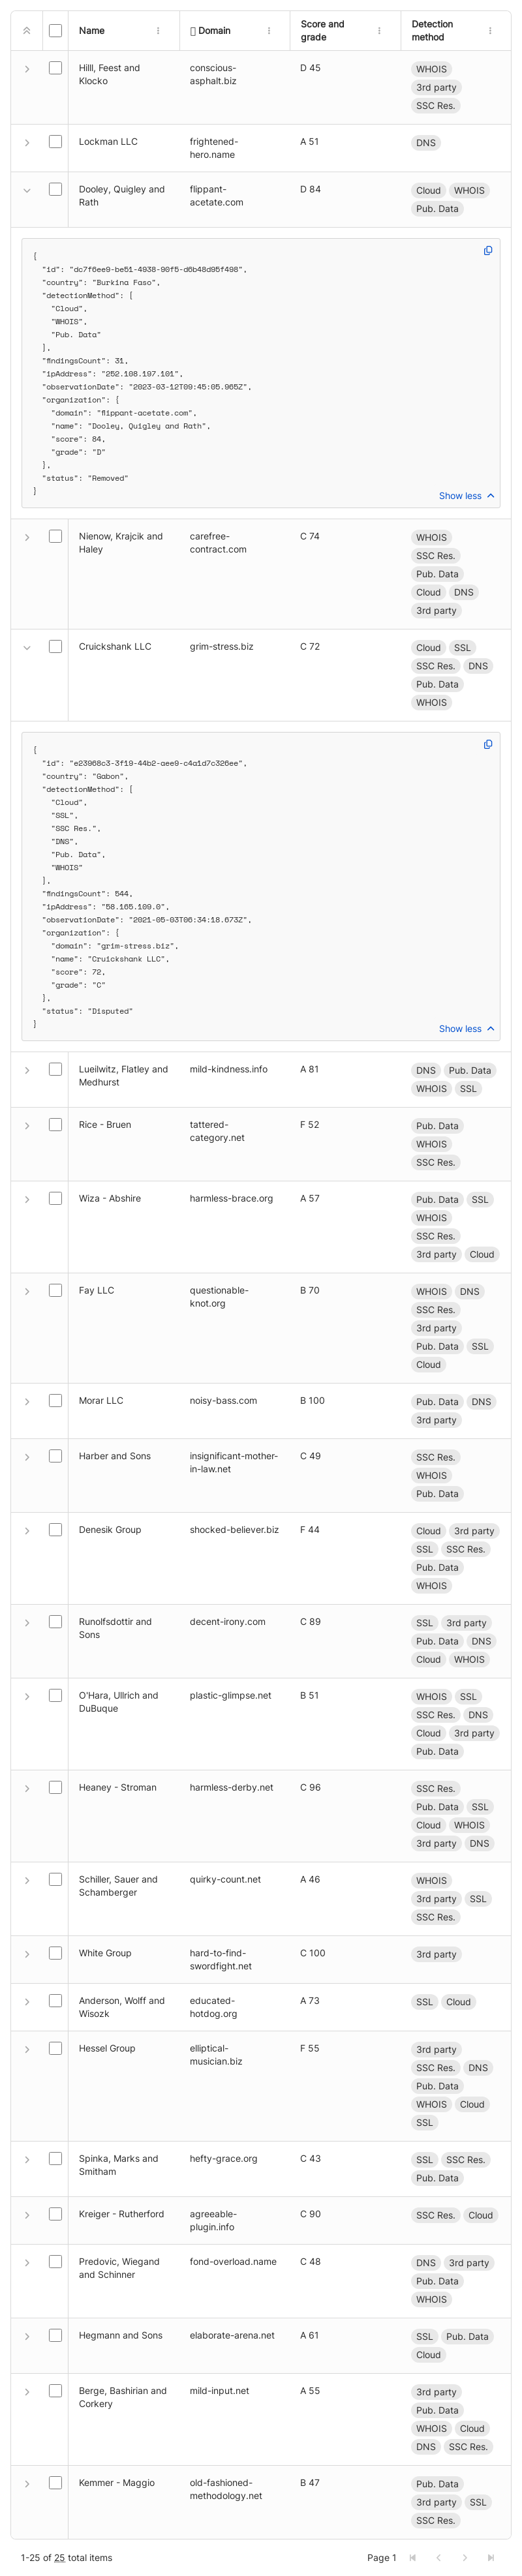 Name
Domain
Score and
grade
Detection
method
Hilll, Feest and
Klocko
conscious-
asphalt.biz
D 45
WHOIS
3rd party
SSC Res.
Lockman LLC
frightened-
hero.name
A 51
DNS
Dooley, Quigley and
Rath
flippant-
acetate.com
D 84
Cloud WHOIS
Pub. Data
{
"id": "dc7f6ee9-be51-4938-90f5-d6b48d95f498",
"country": "Burkina Faso",
"detectionMethod": [
"Cloud",
"WHOIS",
"Pub. Data"
],
"findingsCount": 31,
"ipAddress": "252.108.197.101",
"observationDate": "2023-03-12T09:45:05.965Z",
"organization": {
"domain": "flippant-acetate.com",
"name": "Dooley, Quigley and Rath",
"score": 84,
"grade": "D"
},
"status": "Removed"
}
Show less
Nienow, Krajcik and
Haley
carefree-
contract.com
C 74
WHOIS
SSC Res.
Pub. Data
Cloud DNS
3rd party
Cruickshank LLC
grim-stress.biz
C 72
Cloud SSL
SSC Res. DNS
Pub. Data
WHOIS
{
"id": "e23968c3-3f19-44b2-aee9-c4a1d7c326ee",
"country": "Gabon",
"detectionMethod": [
"Cloud",
"SSL",
"SSC Res.",
"DNS",
"Pub. Data",
"WHOIS"
],
"findingsCount": 544,
"ipAddress": "58.165.109.0",
"observationDate": "2021-05-03T06:34:18.673Z",
"organization": {
"domain": "grim-stress.biz",
"name": "Cruickshank LLC",
"score": 72,
"grade": "C"
},
"status": "Disputed"
}
Show less
Lueilwitz, Flatley and
Medhurst
mild-kindness.info
A 81
DNS Pub. Data
WHOIS SSL
Rice - Bruen
tattered-
category.net
F 52
Pub. Data
WHOIS
SSC Res.
Wiza - Abshire
harmless-brace.org
A 57
Pub. Data SSL
WHOIS
SSC Res.
3rd party Cloud
Fay LLC
questionable-
knot.org
B 70
WHOIS DNS
SSC Res.
3rd party
Pub. Data SSL
Cloud
Morar LLC
noisy-bass.com
B 100
Pub. Data DNS
3rd party
Harber and Sons
insignificant-mother-
in-law.net
C 49
SSC Res.
WHOIS
Pub. Data
Denesik Group
shocked-believer.biz
F 44
Cloud 3rd party
SSL SSC Res.
Pub. Data
WHOIS
Runolfsdottir and
Sons
decent-irony.com
C 89
SSL 3rd party
Pub. Data DNS
Cloud WHOIS
O'Hara, Ullrich and
DuBuque
plastic-glimpse.net
B 51
WHOIS SSL
SSC Res. DNS
Cloud 3rd party
Pub. Data
Heaney - Stroman
harmless-derby.net
C 96
SSC Res.
Pub. Data SSL
Cloud WHOIS
3rd party DNS
Schiller, Sauer and
Schamberger
quirky-count.net
A 46
WHOIS
3rd party SSL
SSC Res.
White Group
hard-to-find-
swordfight.net
C 100
3rd party
Anderson, Wolff and
Wisozk
educated-
hotdog.org
A 73
SSL Cloud
Hessel Group
elliptical-
musician.biz
F 55
3rd party
SSC Res. DNS
Pub. Data
WHOIS Cloud
SSL
Spinka, Marks and
Smitham
hefty-grace.org
C 43
SSL SSC Res.
Pub. Data
Kreiger - Rutherford
agreeable-
plugin.info
C 90
SSC Res. Cloud
Predovic, Wiegand
and Schinner
fond-overload.name
C 48
DNS 3rd party
Pub. Data
WHOIS
Hegmann and Sons
elaborate-arena.net
A 61
SSL Pub. Data
Cloud
Berge, Bashirian and
Corkery
mild-input.net
A 55
3rd party
Pub. Data
WHOIS Cloud
DNS SSC Res.
Kemmer - Maggio
old-fashioned-
methodology.net
B 47
Pub. Data
3rd party SSL
SSC Res.
1-25 of 25 total items
Page 1